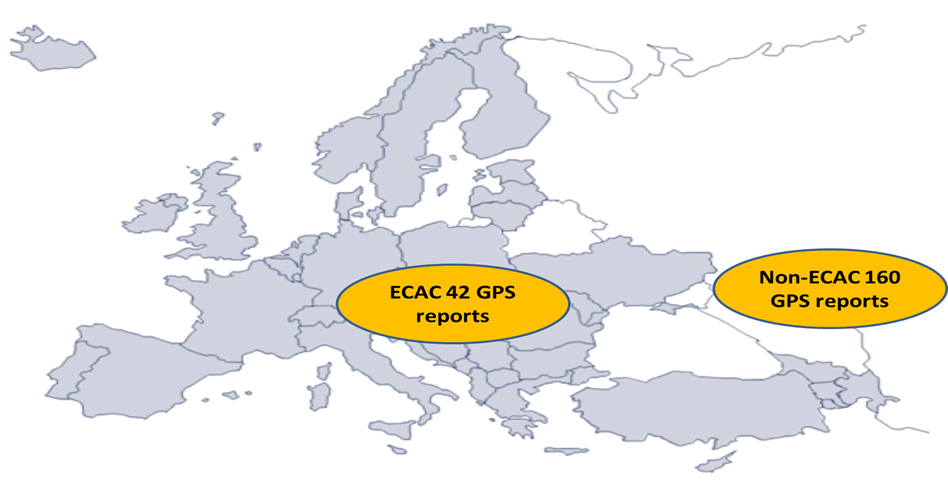 Non-ECAC 160
GPS reports
ECAC 42 GPS
reports